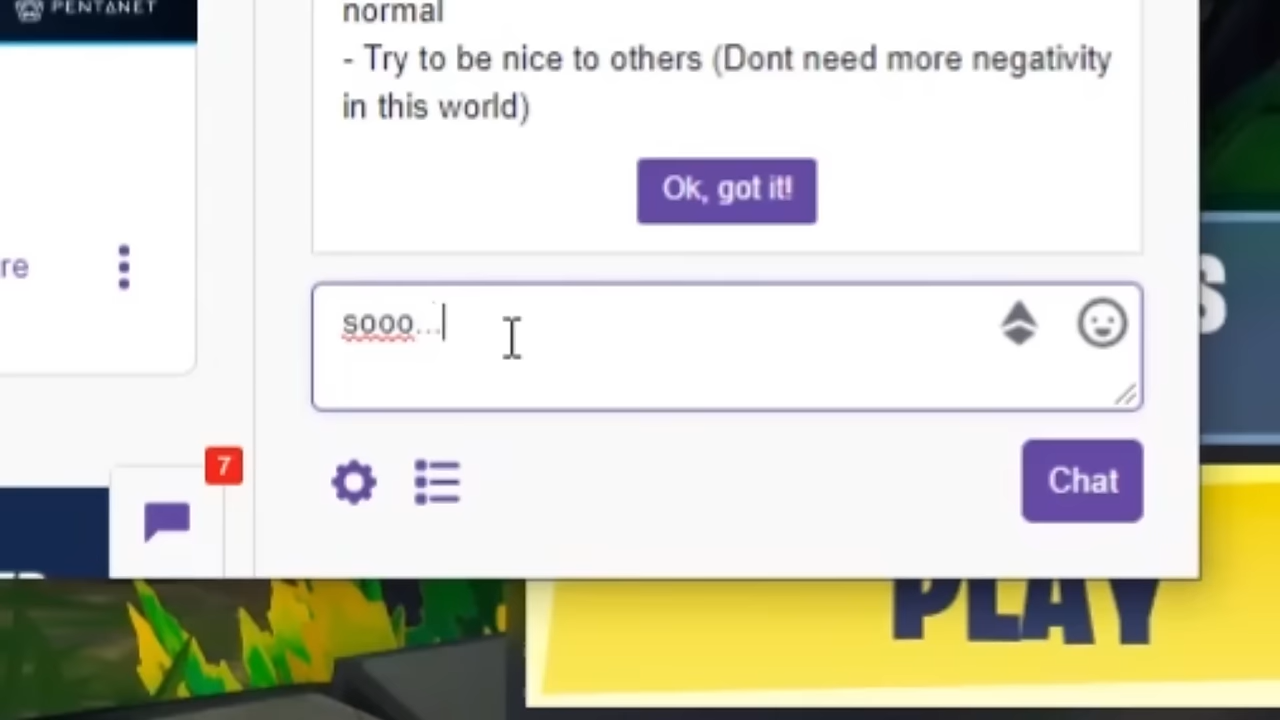 PENTANET
normal
- Try to be nice to others (Dont need more negativity
in this world)
Ok, got it!
re
S
sooo...
7
Chat
PLAY